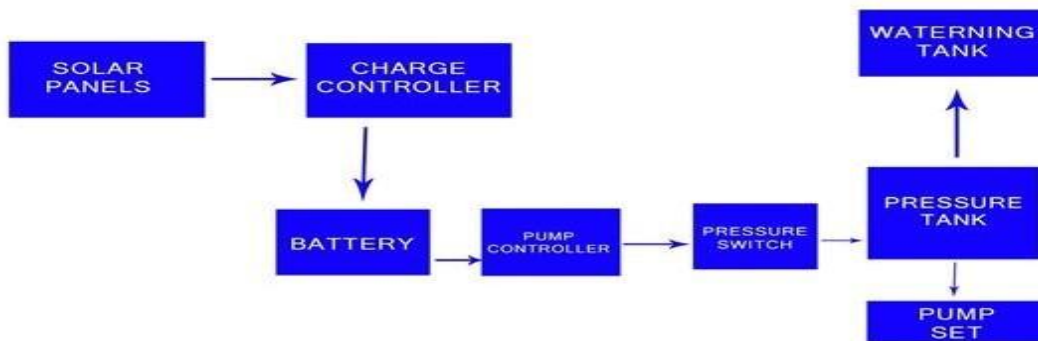 SOLAR
PANELS
CHARGE
CONTROLLER
WATERNING
TANK
BATTERY
PUMP
CONTROLLER
PRESSURE
SWITCH
PRESSURE
TANK
PUMP
SET